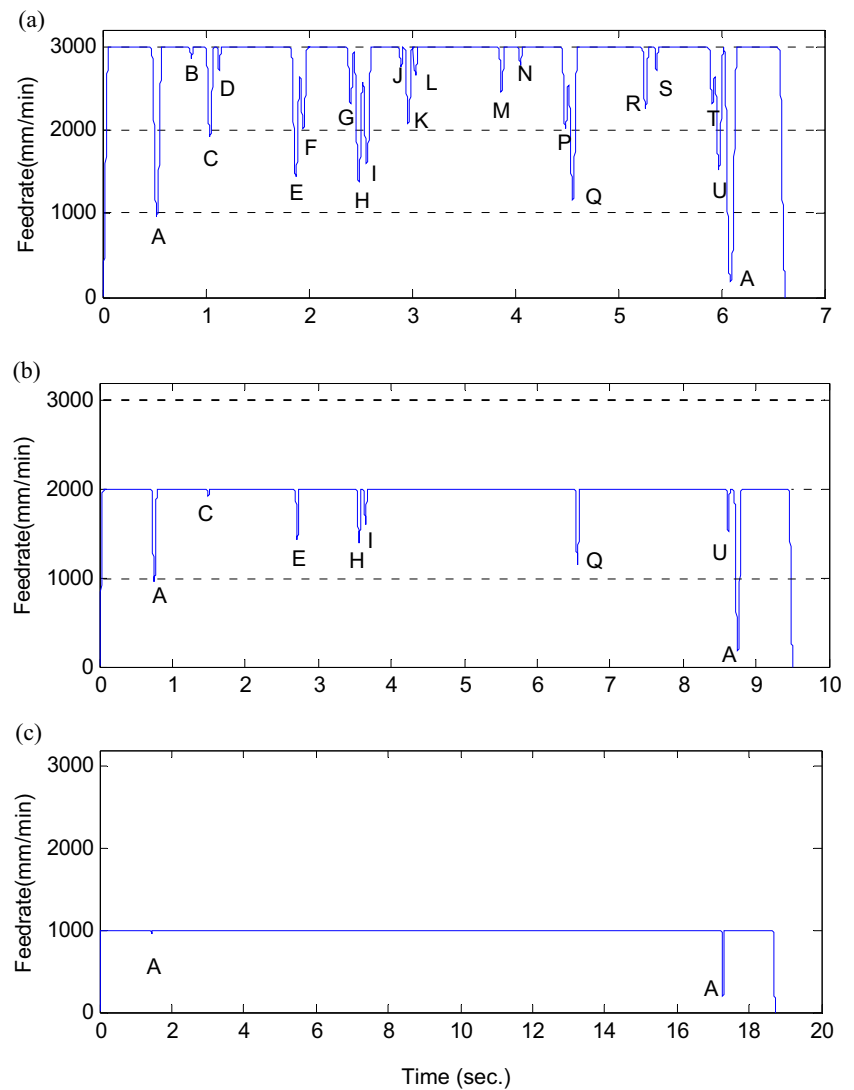 (a)
3000
2000
1000
0
Feedrate(mm/min)
A
B
C
D
E
F
G
H
I
J
K
L
M
N
P
Q
R
S
T
U
A
0 1 2 3 4 5 6 7
(b)
3000
2000
1000
0
Feedrate(mm/min)
A
C
E
H
I
Q
U
A
0 1 2 3 4 5 6 7 8 9 10
(c)
3000
2000
1000
0
Feedrate(mm/min)
A
A
0 2 4 6 8 10 12 14 16 18 20
Time (sec.)